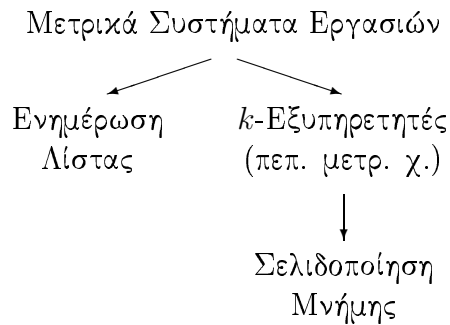 Μετρικά Συστήματα Εργασιών
Ενημέρωση
Λίστας
k-Εξυπηρετητές
(πεπ. μετρ. χ.)
Σελιδοποίηση
Μνήμης